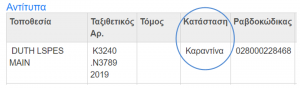 Αντίτυπα
Τοποθεσία Ταξιθετικός Αρ. Τόμος Κατάσταση Ραβδοκώδικας
DUTH LSPES MAIN K3240 .N3789 2019 Καραντίνα 028000228468